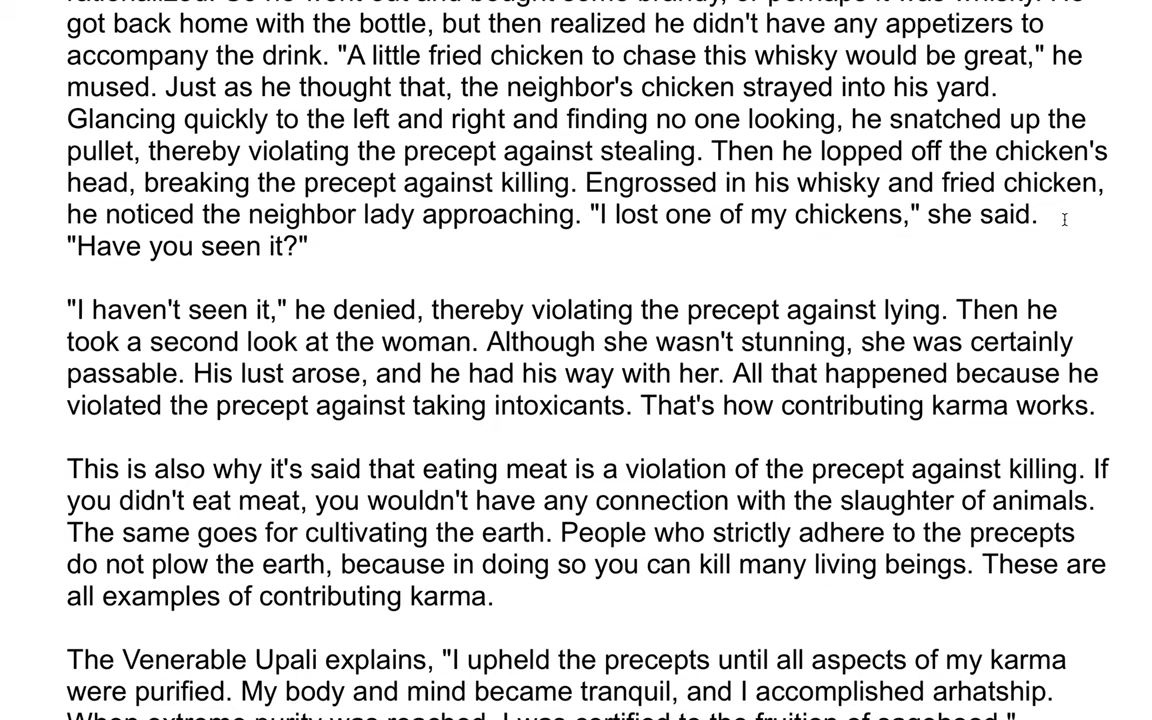 got back home with the bottle, but then realized he didn't have any appetizers to
accompany the drink. "A little fried chicken to chase this whisky would be great," he
mused. Just as he thought that, the neighbor's chicken strayed into his yard.
Glancing quickly to the left and right and finding no one looking, he snatched up the
pullet, thereby violating the precept against stealing. Then he lopped off the chicken's
head, breaking the precept against killing. Engrossed in his whisky and fried chicken,
he noticed the neighbor lady approaching. "I lost one of my chickens," she said.
"Have you seen it?"
"I haven't seen it," he denied, thereby violating the precept against lying. Then he
took a second look at the woman. Although she wasn't stunning, she was certainly
passable. His lust arose, and he had his way with her. All that happened because he
violated the precept against taking intoxicants. That's how contributing karma works.
This is also why it's said that eating meat is a violation of the precept against killing. If
you didn't eat meat, you wouldn't have any connection with the slaughter of animals.
The same goes for cultivating the earth. People who strictly adhere to the precepts
do not plow the earth, because in doing so you can kill many living beings. These are
all examples of contributing karma.
The Venerable Upali explains, "I upheld the precepts until all aspects of my karma
were purified. My body and mind became tranquil, and I accomplished arhatship.
When extreme purity was reached, I was certified to the fruition of sagehood."